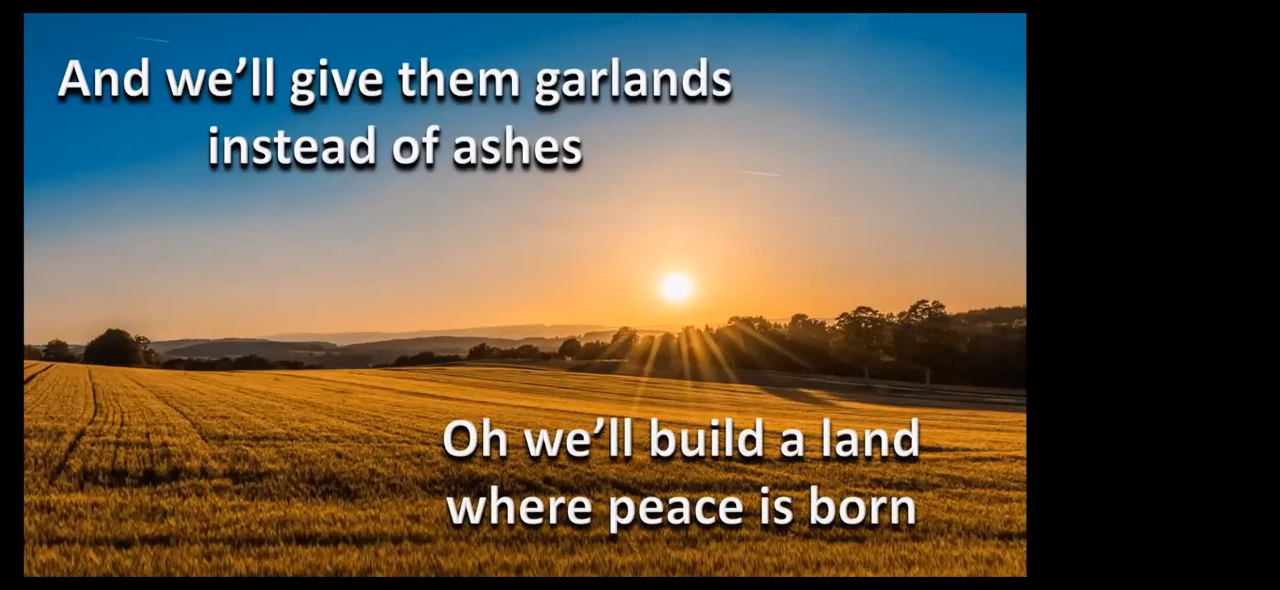 And we’ll give them garlands
instead of ashes
Oh we’ll build a land
where peace is born